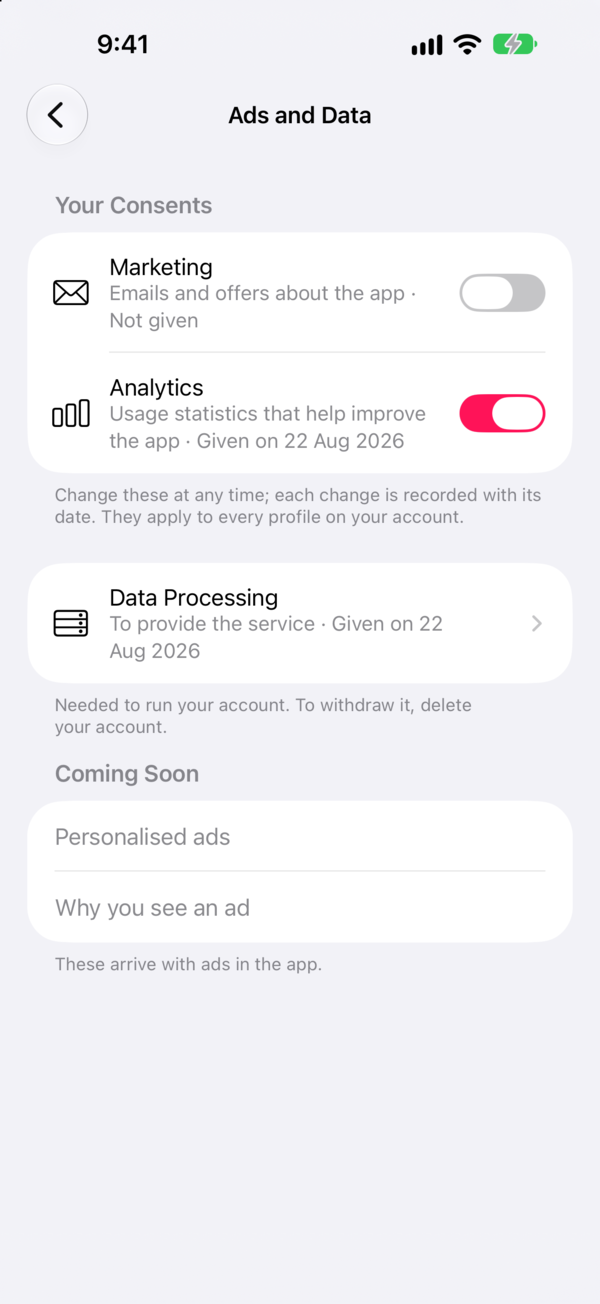 9:41
Ads and Data
Your Consents
Marketing
Emails and offers about the app ·
Not given
Analytics
Usage statistics that help improve
the app · Given on 22 Aug 2026
Change these at any time; each change is recorded with its
date. They apply to every profile on your account.
Data Processing
To provide the service · Given on 22
Aug 2026
Needed to run your account. To withdraw it, delete
your account.
Coming Soon
Personalised ads
Why you see an ad
These arrive with ads in the app.